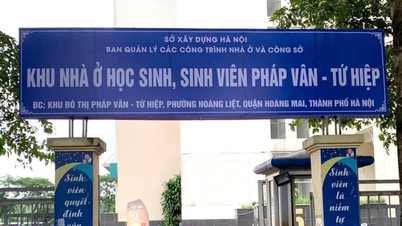 SỞ XÂY DỰNG HÀ NỘI
BAN QUẢN LÝ CÁC CÔNG TRÌNH NHÀ Ở VÀ CÔNG SỞ
KHU NHÀ Ở HỌC SINH, SINH VIÊN PHÁP VÂN - TỨ HIỆP
ĐC: KHU ĐÔ THỊ PHÁP VÂN - TỨ HIỆP, PHƯỜNG HOÀNG LIỆT, QUẬN HOÀNG MAI, THÀNH PHỐ HÀ NỘI
Sinh
viên
quyết
định
Sinh
viên
là
niềm
tự